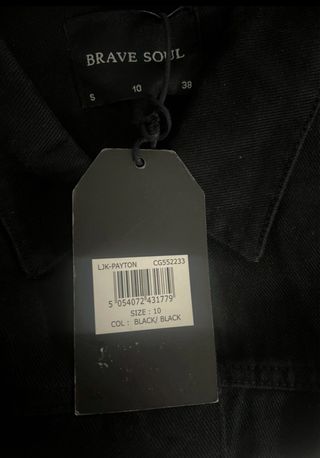 BRAVE SOUL
S 10 38
LJK-PAYTON CG552233
5 054072 431779
SIZE : 10
COL : BLACK/ BLACK